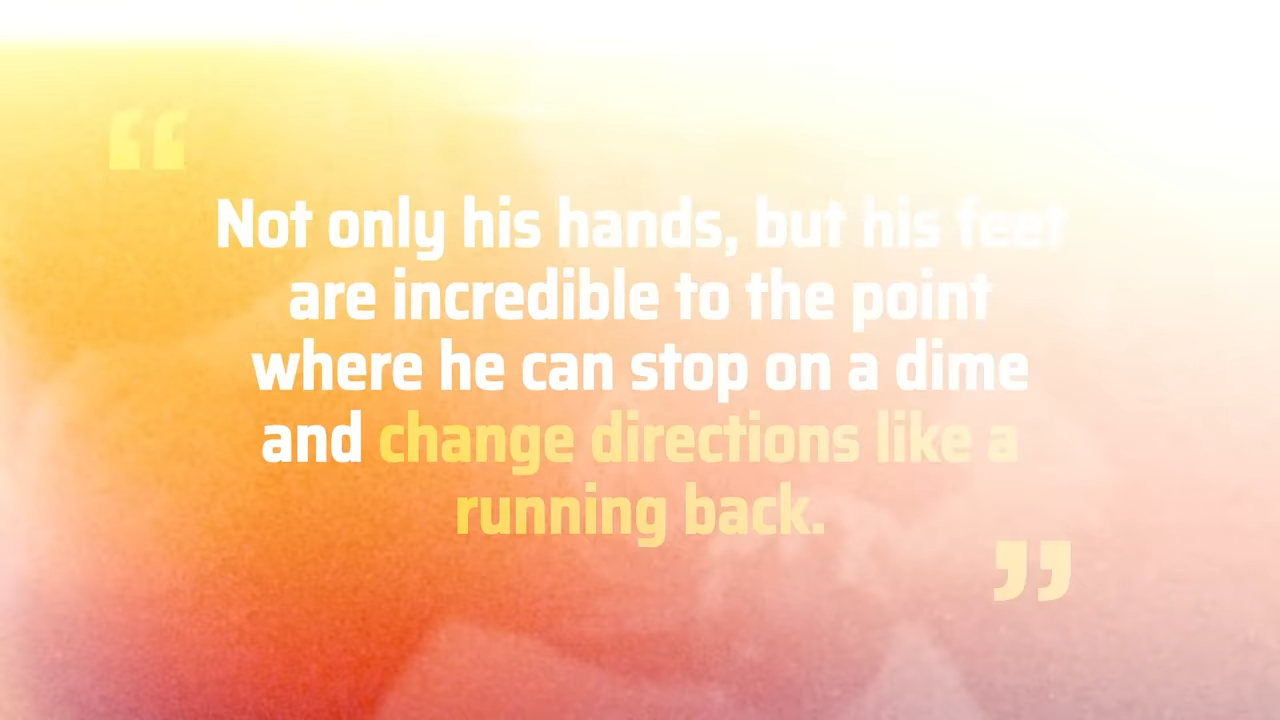 “
Not only his hands, but his feet
are incredible to the point
where he can stop on a dime
and change directions like a
running back.
”